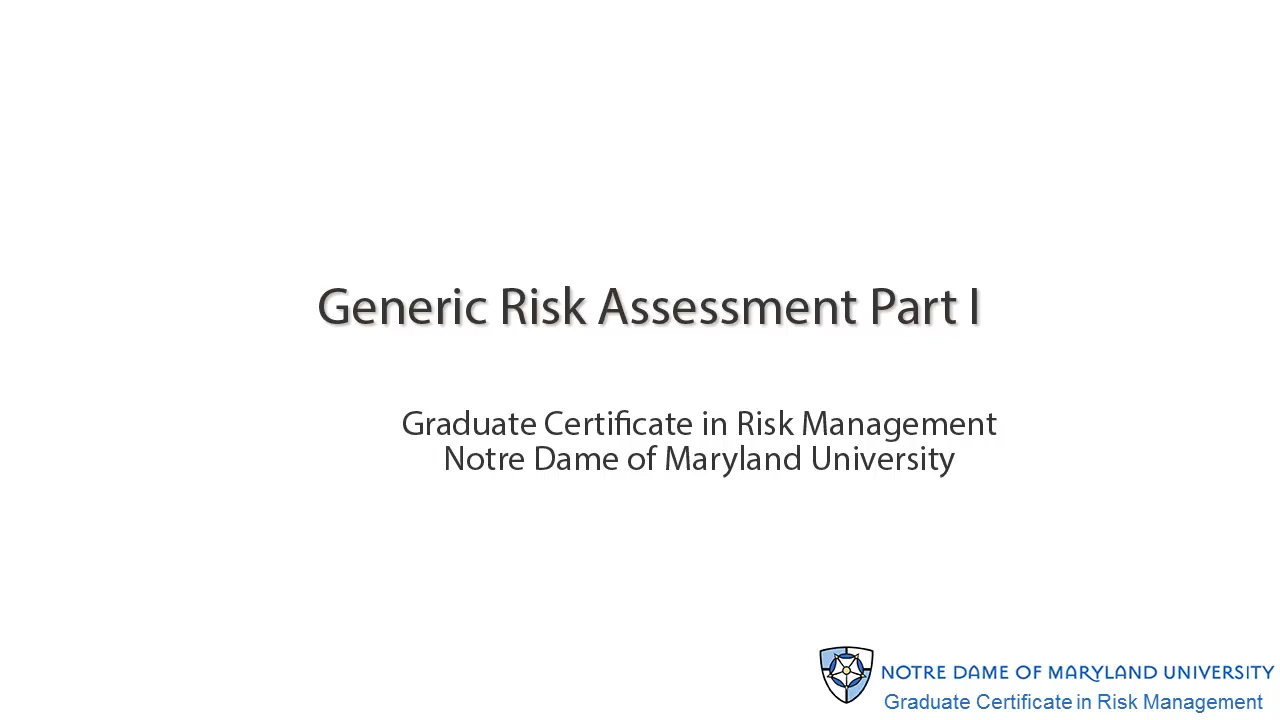 Generic Risk Assessment Part I
Graduate Certificate in Risk Management
Notre Dame of Maryland University
NOTRE DAME OF MARYLAND UNIVERSITY
Graduate Certificate in Risk Management